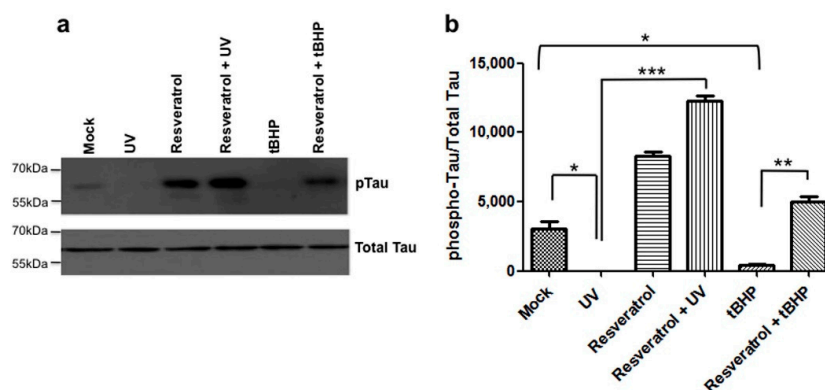 a
Mock
UV
Resveratrol
Resveratrol + UV
tBHP
Resveratrol + tBHP
70kDa
55kDa
pTau
70kDa
55kDa
Total Tau
b
phospho-Tau/Total Tau
15,000
10,000
5,000
0
*
***
*
**
Mock
UV
Resveratrol
Resveratrol + UV
tBHP
Resveratrol + tBHP